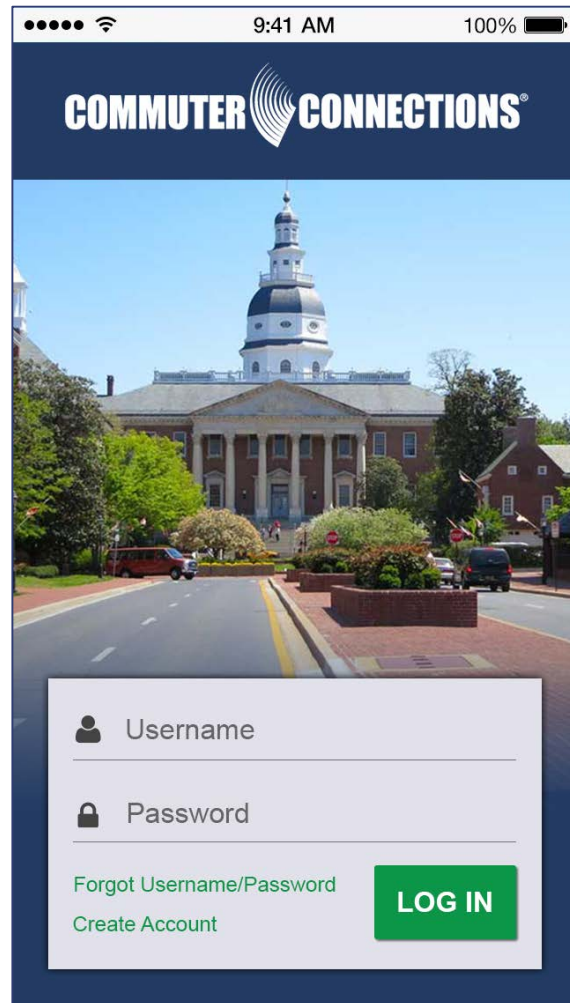 9:41 AM 100%
COMMUTER CONNECTIONS®
Username
Password
Forgot Username/Password
Create Account
LOG IN